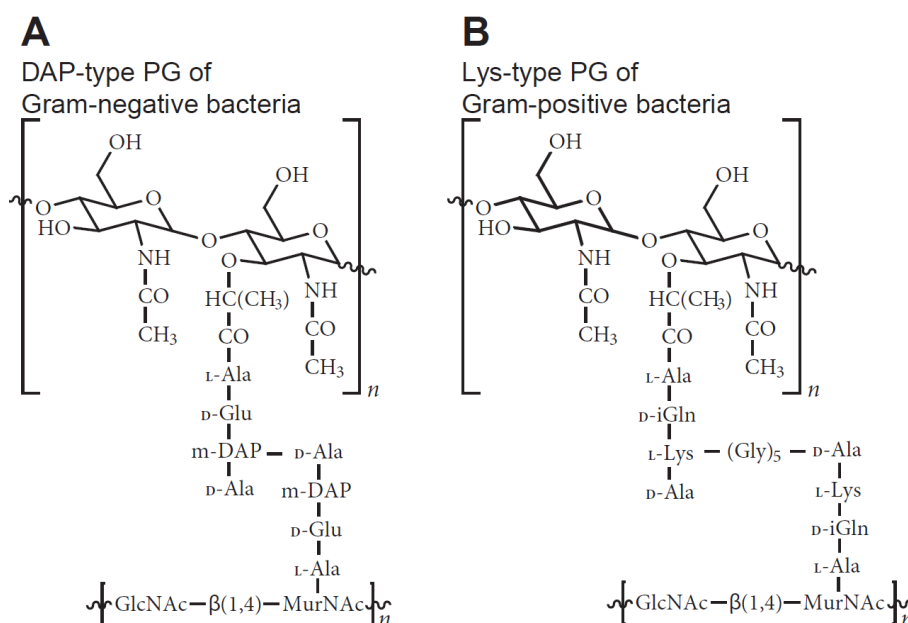 A
DAP-type PG of
Gram-negative bacteria
OH
O
O
HO
NH
CO
CH₃
O
OH
O
O
HC(CH₃)
CO
NH
CO
CH₃
n
L-Ala
D-Glu
m-DAP
D-Ala
D-Ala
m-DAP
D-Glu
L-Ala
GlcNAc β(1,4) MurNAc n
B
Lys-type PG of
Gram-positive bacteria
OH
O
O
HO
NH
CO
CH₃
O
OH
O
O
HC(CH₃)
CO
NH
CO
CH₃
n
L-Ala
D-iGln
L-Lys (Gly)₅ D-Ala
D-Ala
L-Lys
D-iGln
L-Ala
GlcNAc β(1,4) MurNAc n